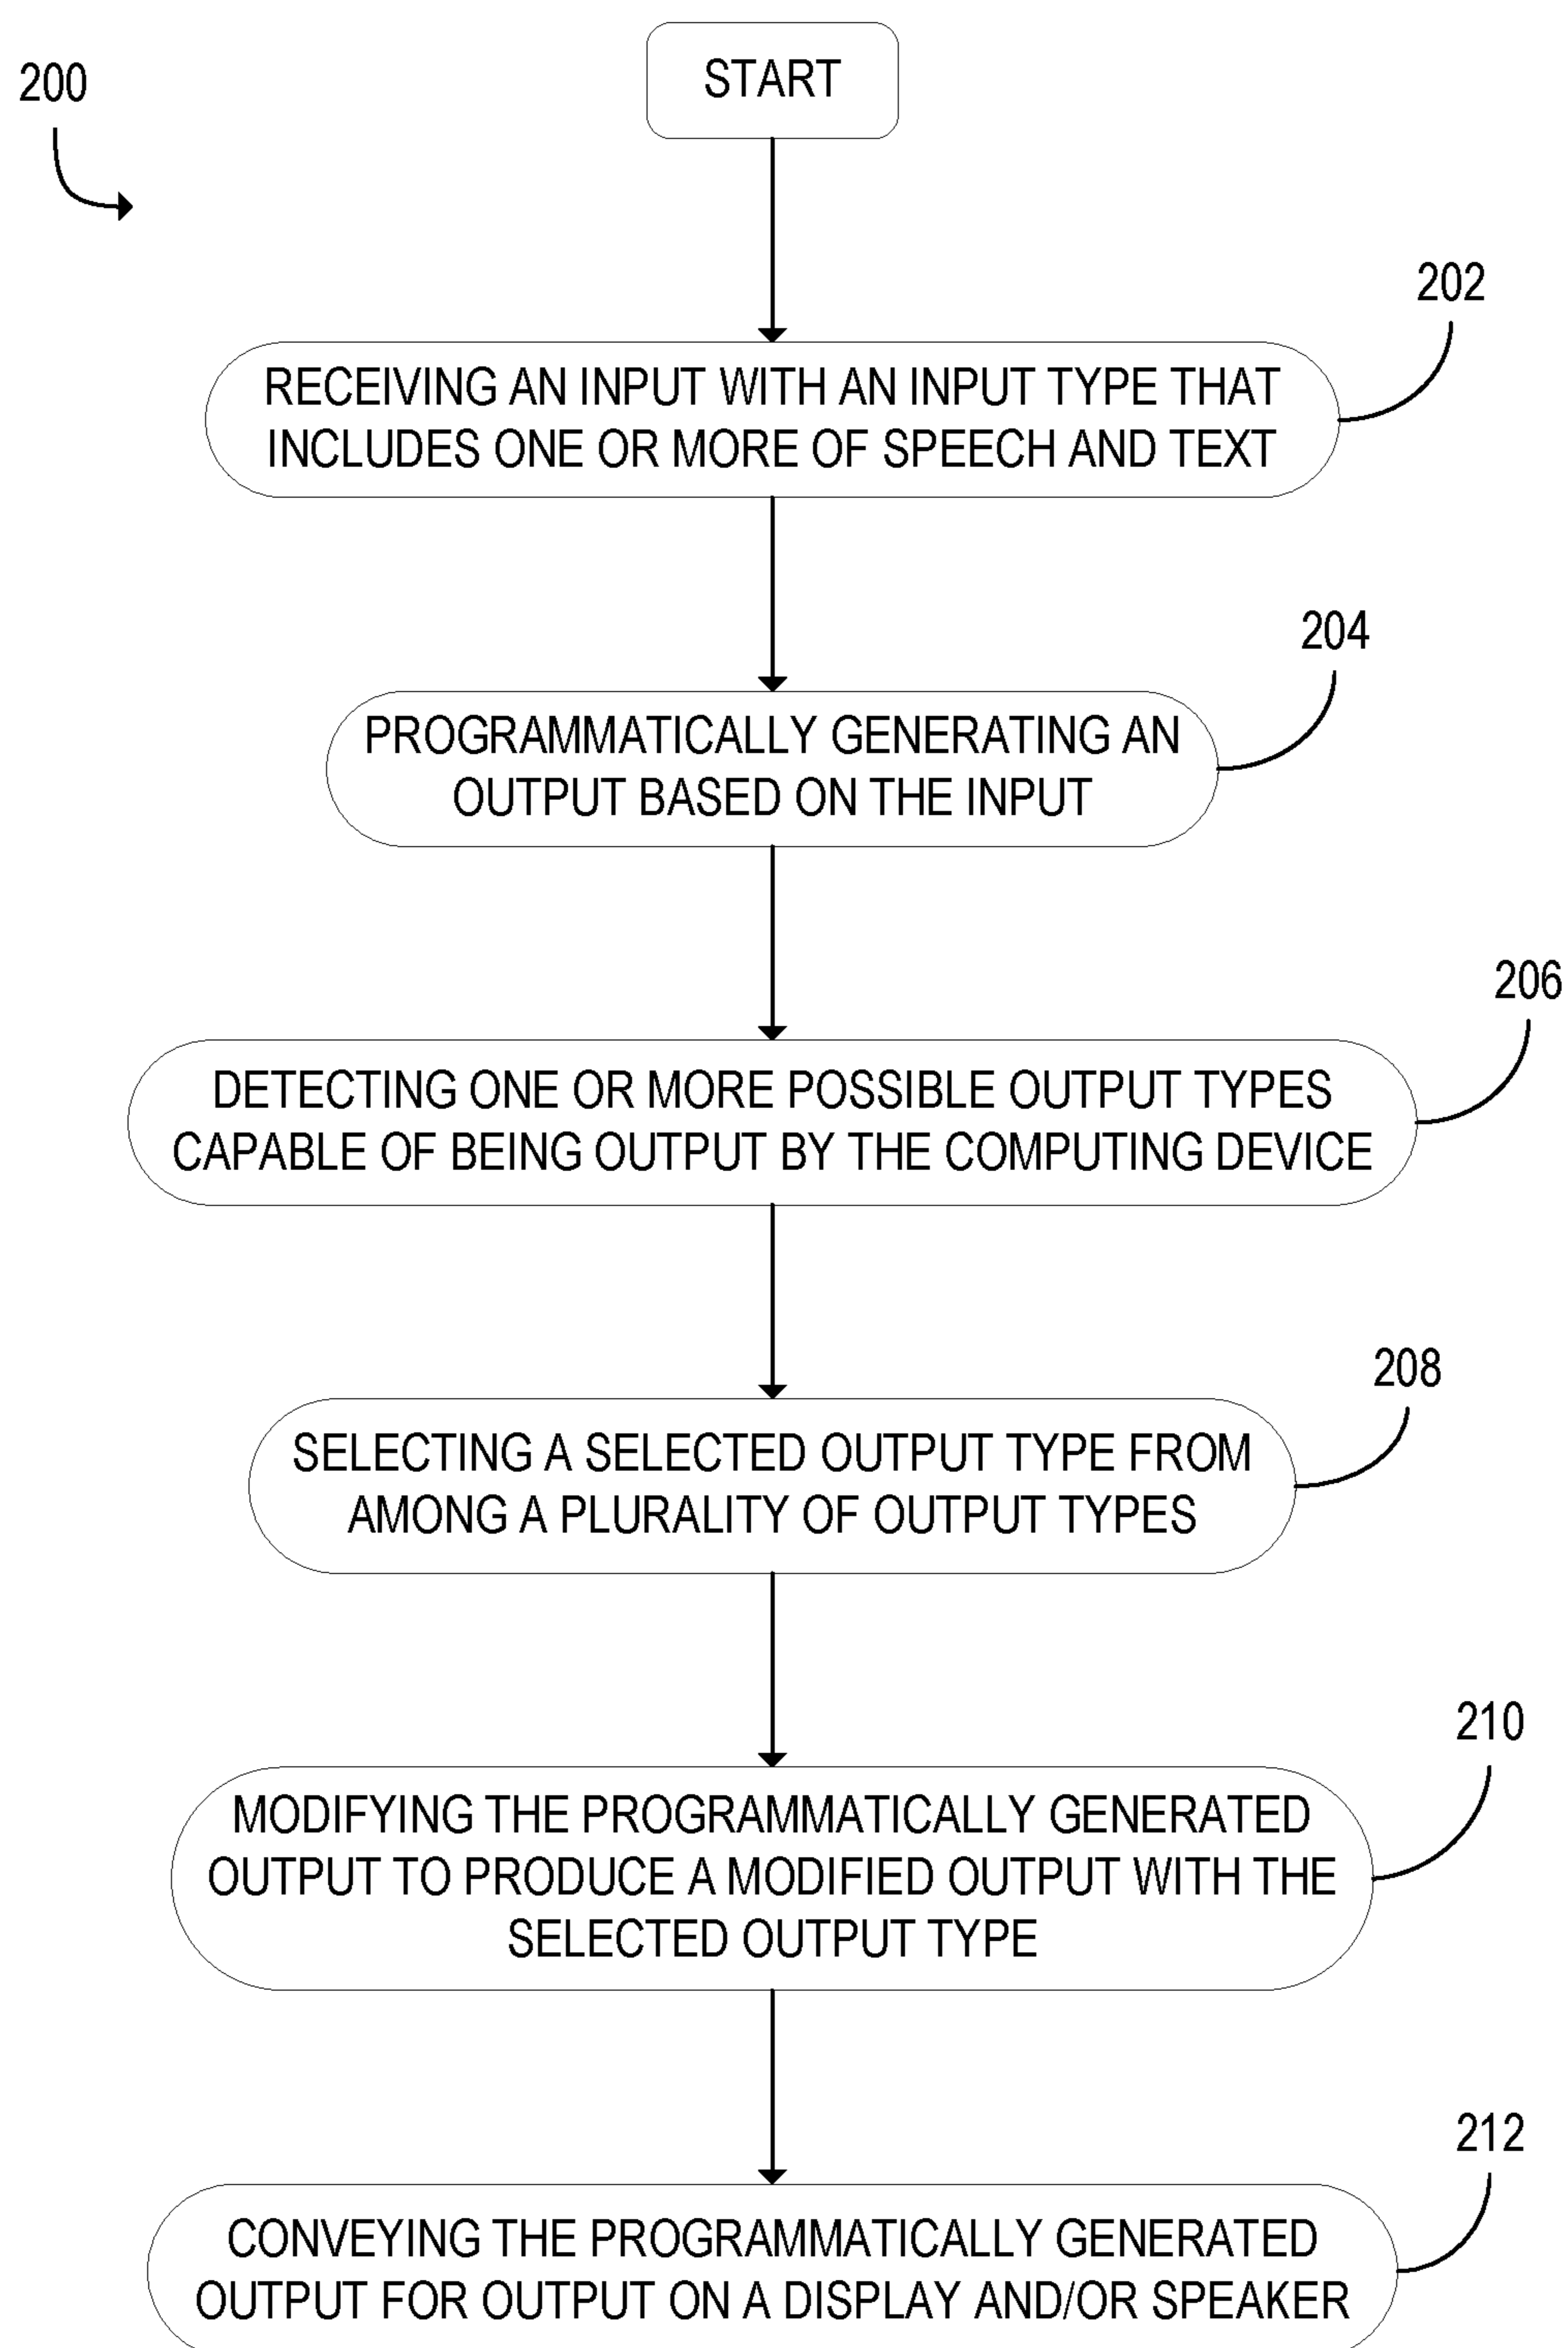 START
200
202
RECEIVING AN INPUT WITH AN INPUT TYPE THAT
INCLUDES ONE OR MORE OF SPEECH AND TEXT
204
PROGRAMMATICALLY GENERATING AN
OUTPUT BASED ON THE INPUT
206
DETECTING ONE OR MORE POSSIBLE OUTPUT TYPES
CAPABLE OF BEING OUTPUT BY THE COMPUTING DEVICE
208
SELECTING A SELECTED OUTPUT TYPE FROM
AMONG A PLURALITY OF OUTPUT TYPES
210
MODIFYING THE PROGRAMMATICALLY GENERATED
OUTPUT TO PRODUCE A MODIFIED OUTPUT WITH THE
SELECTED OUTPUT TYPE
212
CONVEYING THE PROGRAMMATICALLY GENERATED
OUTPUT FOR OUTPUT ON A DISPLAY AND/OR SPEAKER